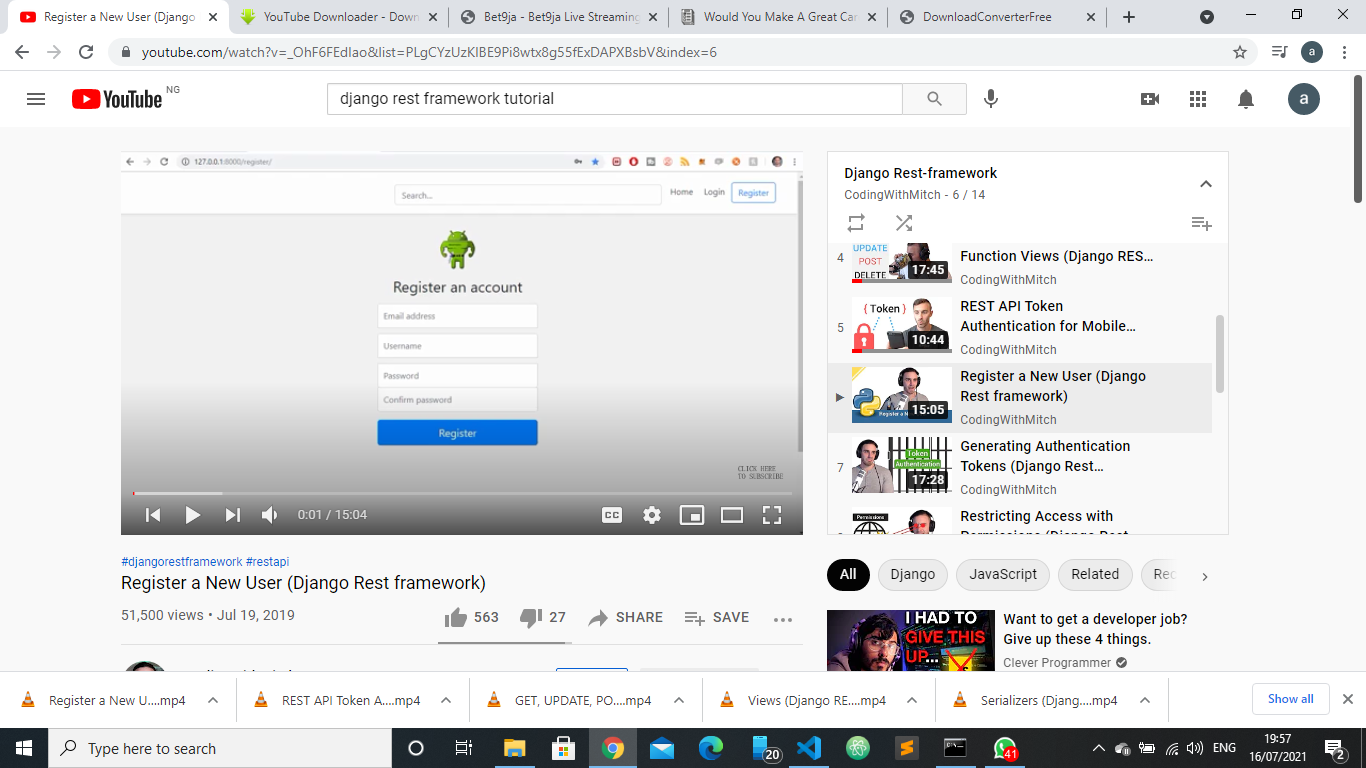 Register a New User (Django
YouTube Downloader - Down
Bet9ja - Bet9ja Live Streaming
Would You Make A Great Car
DownloadConverterFree
youtube.com/watch?v=_OhF6FEdIao&list=PLgCYzUzKIBE9Pi8wtx8g55fExDAPXBsbV&index=6
a
YouTube NG
django rest framework tutorial
a
127.0.0.1:8000/register/
Search...
Home
Login
Register
Register an account
Email address
Username
Password
Confirm password
Register
CLICK HERE
TO SUBSCRIBE
0:01 / 15:04
CC
#djangorestframework #restapi
Register a New User (Django Rest framework)
51,500 views • Jul 19, 2019
563
27
SHARE
SAVE
Django Rest-framework
CodingWithMitch - 6 / 14
4
UPDATE
POST
DELETE
17:45
Function Views (Django RES…
CodingWithMitch
5
{ Token }
10:44
REST API Token
Authentication for Mobile…
CodingWithMitch
Register a N
15:05
Register a New User (Django
Rest framework)
CodingWithMitch
7
Token
Authentication
17:28
Generating Authentication
Tokens (Django Rest…
CodingWithMitch
Permissions
Restricting Access with
Permissions (Django Rest
All
Django
JavaScript
Related
Rec
I HAD TO
GIVE THIS
UP...
Want to get a developer job?
Give up these 4 things.
Clever Programmer
Register a New U....mp4
REST API Token A....mp4
GET, UPDATE, PO....mp4
Views (Django RE....mp4
Serializers (Djang....mp4
Show all
Type here to search
20
41
ENG
19:57
16/07/2021
2